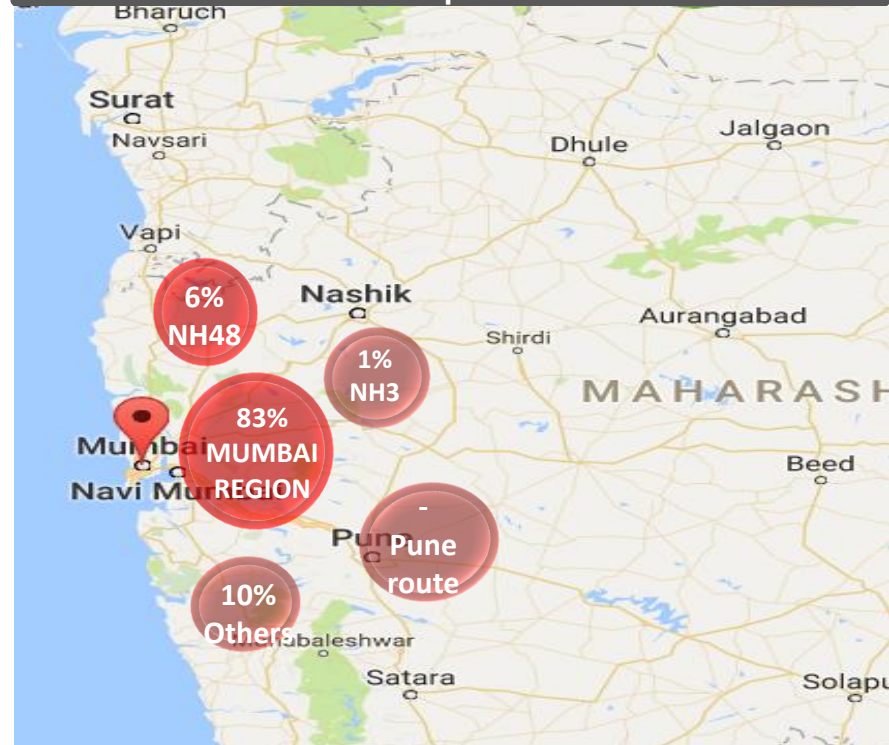 Bharuch
Surat
Navsari
Dhule
Jalgaon
Vapi
6%
NH48
Nashik
Aurangabad
Shirdi
1%
NH3
MAHARASH
83%
MUMBAI
REGION
Mumbai
Navi Mumbai
Beed
-
Pune
Pune
route
10%
Others
Mahabaleshwar
Satara
Solapu